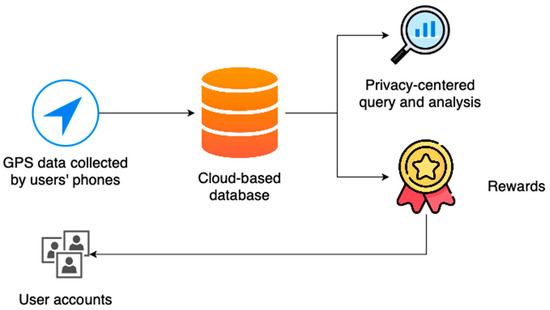 GPS data collected
by users' phones
Cloud-based
database
Privacy-centered
query and analysis
Rewards
User accounts